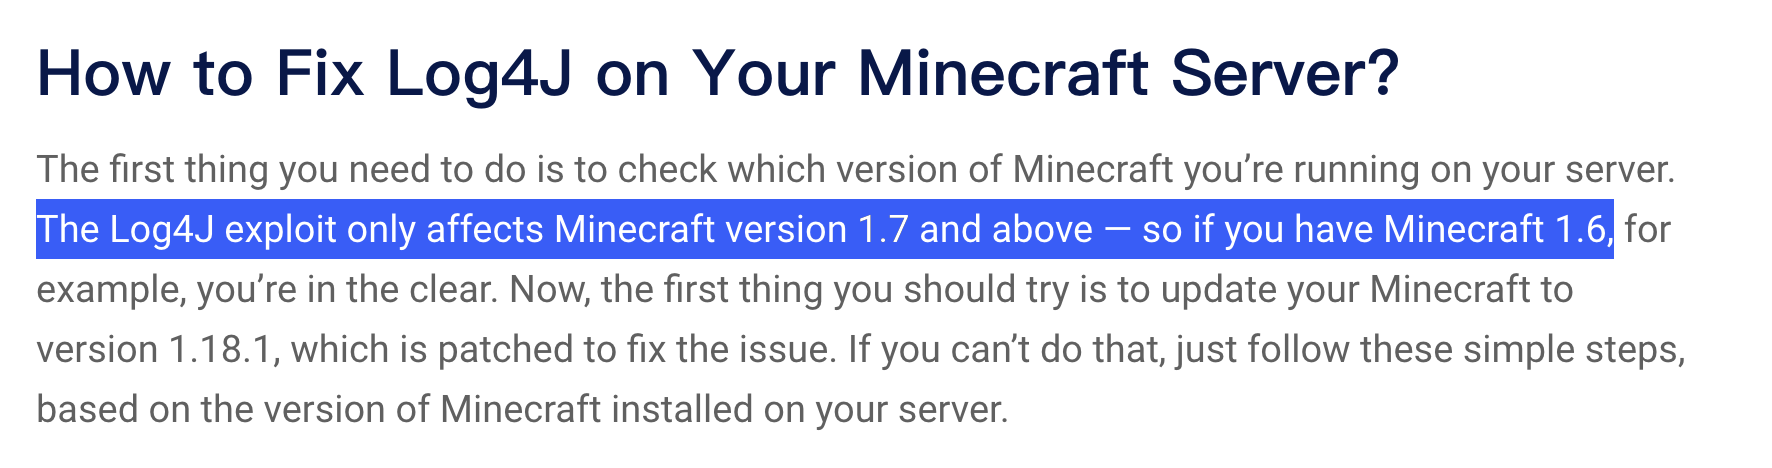 How to Fix Log4J on Your Minecraft Server?
The first thing you need to do is to check which version of Minecraft you’re running on your server.
The Log4J exploit only affects Minecraft version 1.7 and above — so if you have Minecraft 1.6, for
example, you’re in the clear. Now, the first thing you should try is to update your Minecraft to
version 1.18.1, which is patched to fix the issue. If you can’t do that, just follow these simple steps,
based on the version of Minecraft installed on your server.